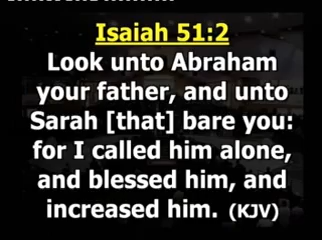 Isaiah 51:2
Look unto Abraham
your father, and unto
Sarah [that] bare you:
for I called him alone,
and blessed him, and
increased him. (KJV)